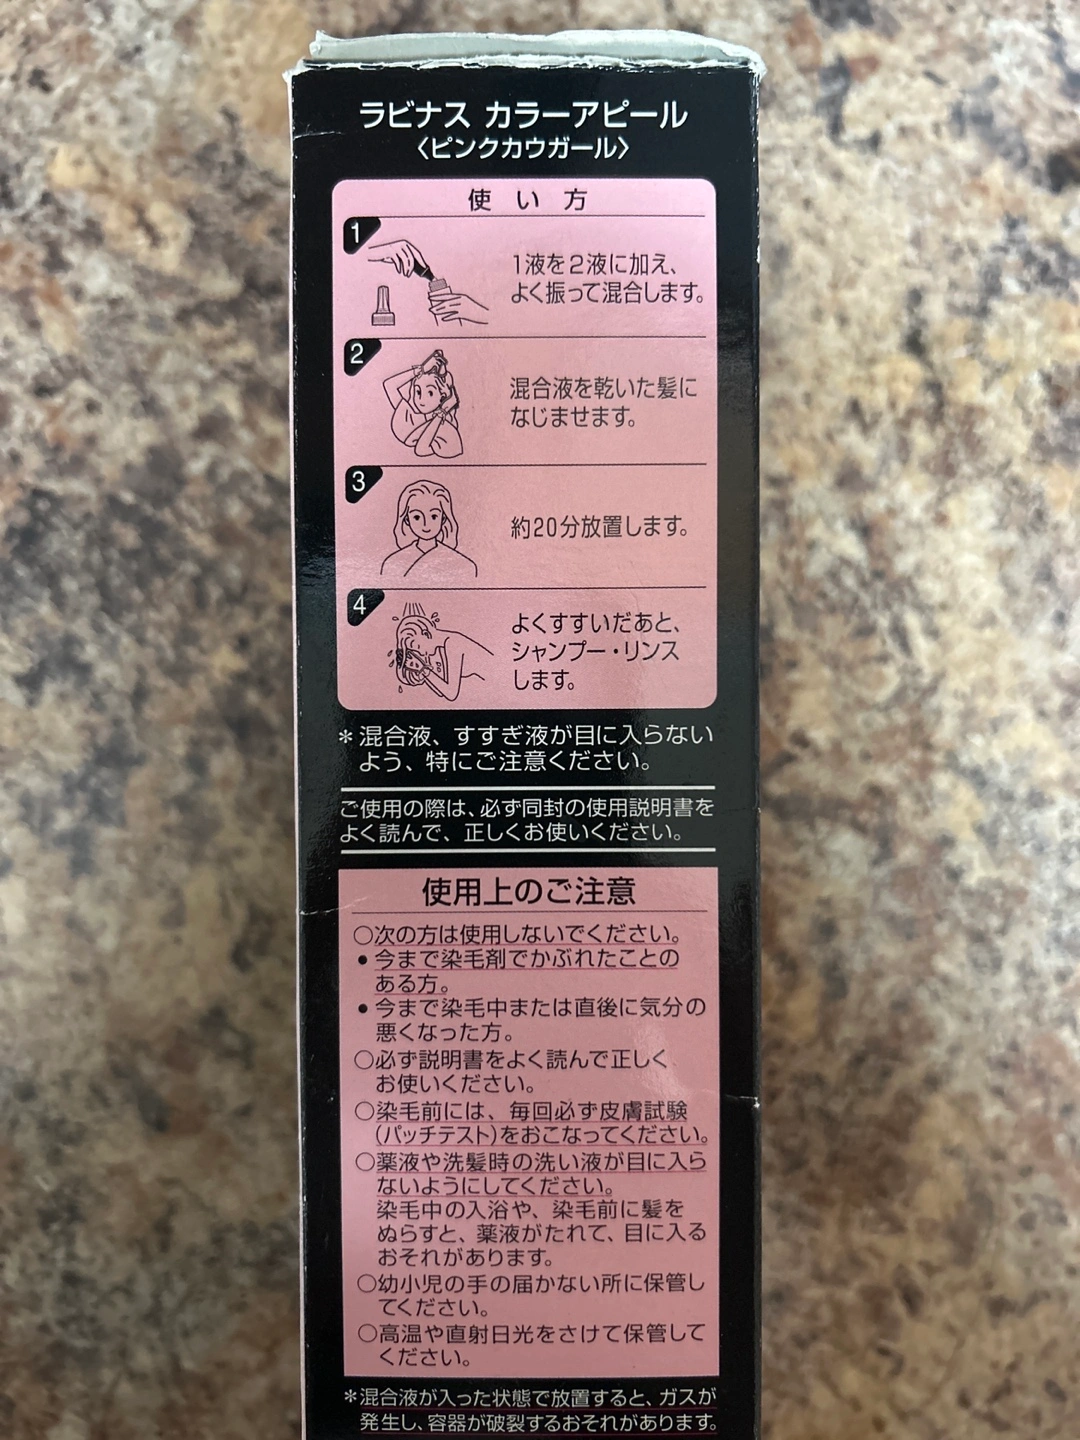 ラビナス カラーアピール
〈ピンクカウガール〉
使い方
1
1液を2液に加え、
よく振って混合します。
2
混合液を乾いた髪に
なじませます。
3
約20分放置します。
4
よくすすいだあと、
シャンプー・リンス
します。
＊混合液、すすぎ液が目に入らない
よう、特にご注意ください。
ご使用の際は、必ず同封の使用説明書を
よく読んで、正しくお使いください。
使用上のご注意
○次の方は使用しないでください。
●今まで染毛剤でかぶれたことの
ある方。
●今まで染毛中または直後に気分の
悪くなった方。
○必ず説明書をよく読んで正しく
お使いください。
○染毛前には、毎回必ず皮膚試験
（パッチテスト）をおこなってください。
○薬液や洗髪時の洗い液が目に入ら
ないようにしてください。
染毛中の入浴や、染毛前に髪を
ぬらすと、薬液がたれて、目に入る
おそれがあります。
○幼小児の手の届かない所に保管し
てください。
○高温や直射日光をさけて保管して
ください。
＊混合液が入った状態で放置すると、ガスが
発生し、容器が破裂するおそれがあります。